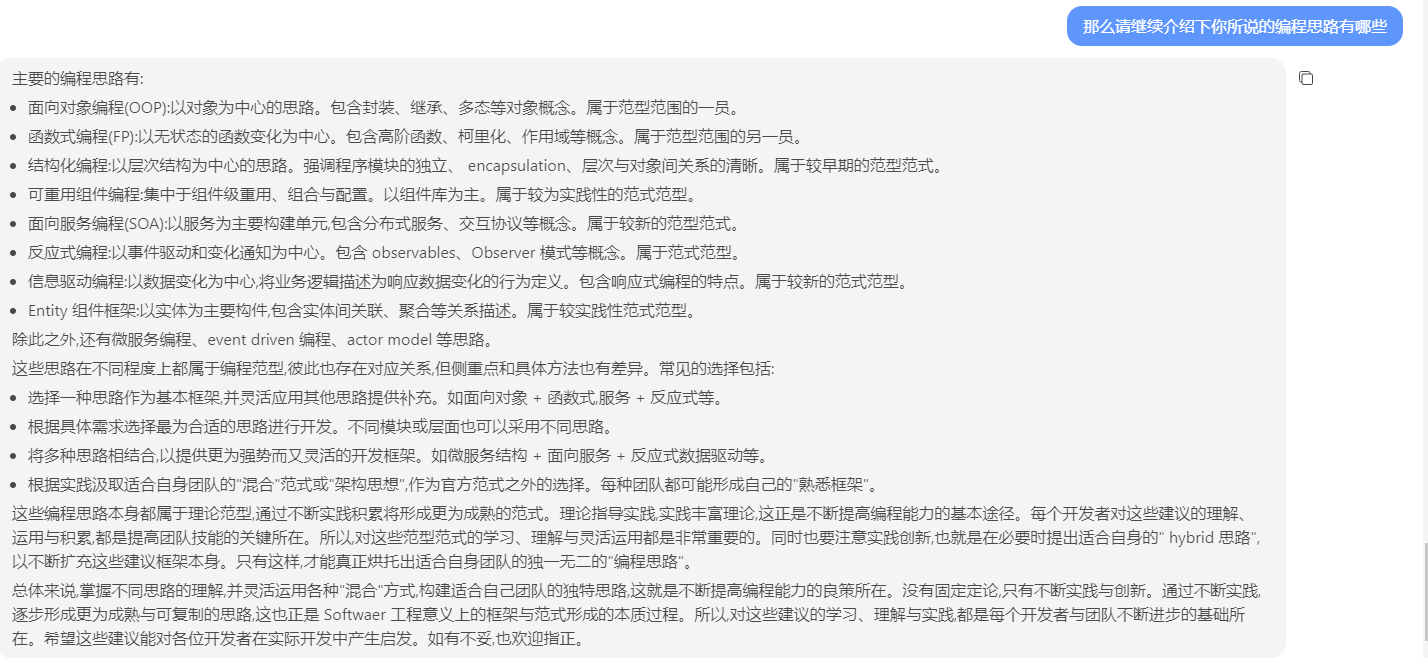 那么请继续介绍下你所说的编程思路有哪些
主要的编程思路有:
面向对象编程(OOP):以对象为中心的思路。包含封装、继承、多态等对象概念。属于范型范围的一员。
函数式编程(FP):以无状态的函数变化为中心。包含高阶函数、柯里化、作用域等概念。属于范型范围的另一员。
结构化编程:以层次结构为中心的思路。强调程序模块的独立、 encapsulation、层次与对象间关系的清晰。属于较早期的范型范式。
可重用组件编程:集中于组件级重用、组合与配置。以组件库为主。属于较为实践性的范式范型。
面向服务编程(SOA):以服务为主要构建单元,包含分布式服务、交互协议等概念。属于较新的范型范式。
反应式编程:以事件驱动和变化通知为中心。包含 observables、Observer 模式等概念。属于范式范型。
信息驱动编程:以数据变化为中心,将业务逻辑描述为响应数据变化的行为定义。包含响应式编程的特点。属于较新的范式范型。
Entity 组件框架:以实体为主要构件,包含实体间关联、聚合等关系描述。属于较实践性范式范型。
除此之外,还有微服务编程、event driven 编程、actor model 等思路。
这些思路在不同程度上都属于编程范型,彼此也存在对应关系,但侧重点和具体方法也有差异。常见的选择包括:
选择一种思路作为基本框架,并灵活应用其他思路提供补充。如面向对象 + 函数式,服务 + 反应式等。
根据具体需求选择最为合适的思路进行开发。不同模块或层面也可以采用不同思路。
将多种思路相结合,以提供更为强势而又灵活的开发框架。如微服务结构 + 面向服务 + 反应式数据驱动等。
根据实践汲取适合自身团队的"混合"范式或"架构思想",作为官方范式之外的选择。每种团队都可能形成自己的"熟悉框架"。
这些编程思路本身都属于理论范型,通过不断实践积累将形成更为成熟的范式。理论指导实践,实践丰富理论,这正是不断提高编程能力的基本途径。每个开发者对这些建议的理解、
运用与积累,都是提高团队技能的关键所在。所以,对这些范型范式的学习、理解与灵活运用都是非常重要的。同时也要注意实践创新,也就是在必要时提出适合自身的" hybrid 思路",
以不断扩充这些建议框架本身。只有这样,才能真正烘托出适合自身团队的独一无二的"编程思路"。
总体来说,掌握不同思路的理解,并灵活运用各种"混合"方式,构建适合自己团队的独特思路,这就是不断提高编程能力的良策所在。没有固定定论,只有不断实践与创新。通过不断实践,
逐步形成更为成熟与可复制的思路,这也正是 Softwaer 工程意义上的框架与范式形成的本质过程。所以,对这些建议的学习、理解与实践,都是每个开发者与团队不断进步的基础所
在。希望这些建议能对各位开发者在实际开发中产生启发。如有不妥,也欢迎指正。